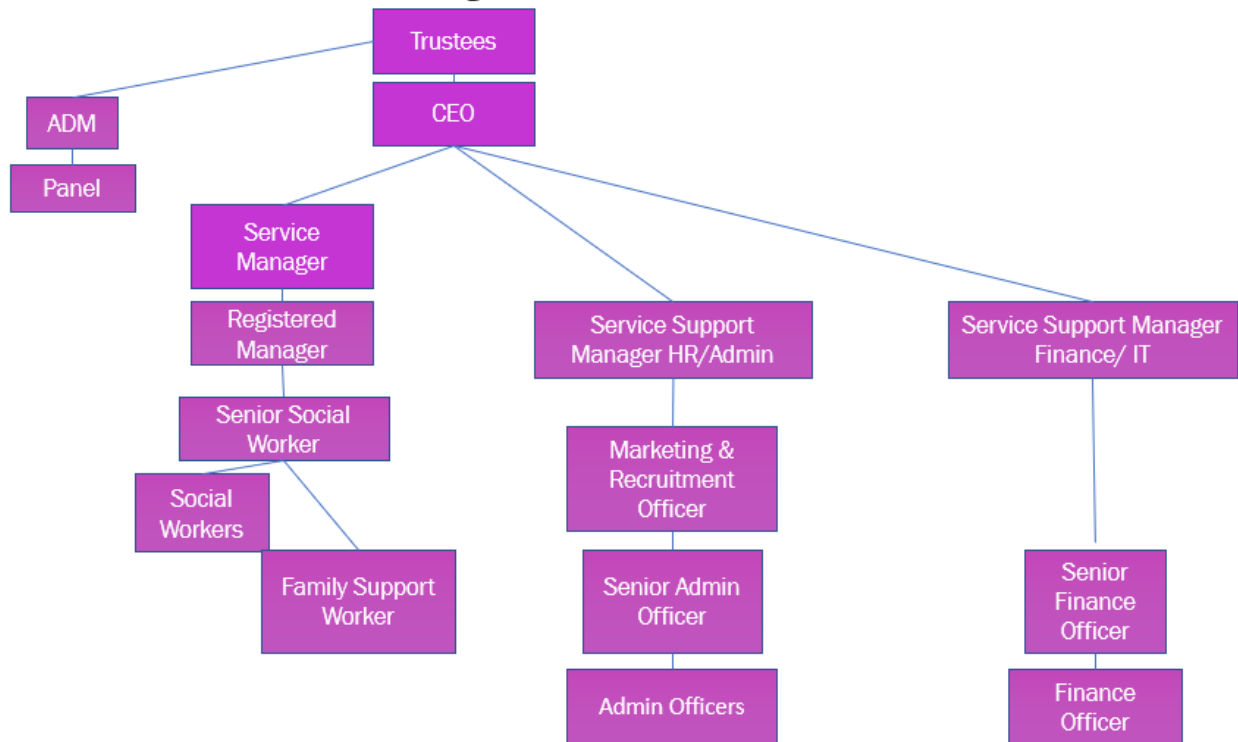 Trustees
CEO
ADM
Panel
Service
Manager
Registered
Manager
Service Support
Manager HR/Admin
Service Support Manager
Finance/ IT
Senior Social
Worker
Marketing &
Recruitment
Officer
Social
Workers
Family Support
Worker
Senior Admin
Officer
Senior
Finance
Officer
Admin Officers
Finance
Officer